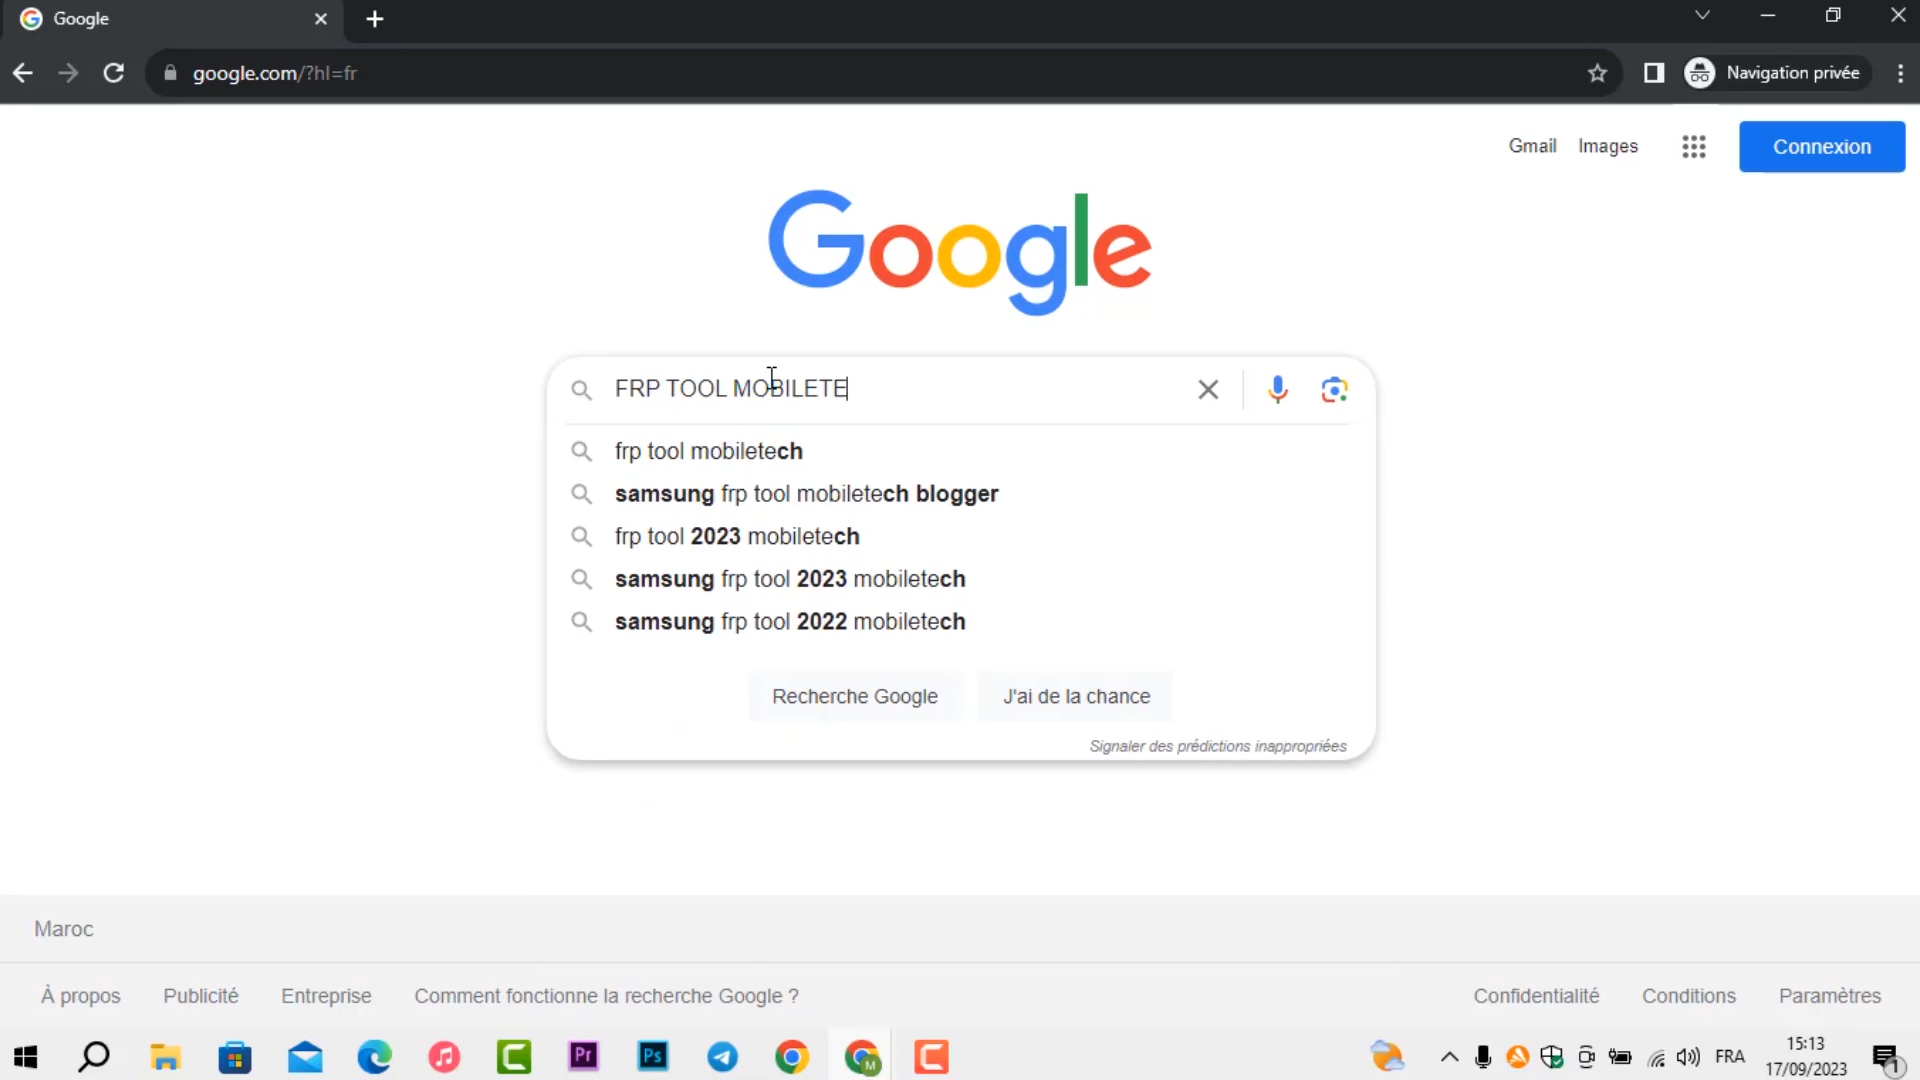 Google
google.com/?hl=fr
Navigation privée
Gmail Images
Connexion
Google
FRP TOOL MOBILETE
frp tool mobiletech
samsung frp tool mobiletech blogger
frp tool 2023 mobiletech
samsung frp tool 2023 mobiletech
samsung frp tool 2022 mobiletech
Recherche Google J'ai de la chance
Signaler des prédictions inappropriées
Maroc
À propos Publicité Entreprise Comment fonctionne la recherche Google ? Confidentialité Conditions Paramètres
Pr Ps M FRA 15:13
17/09/2023 1